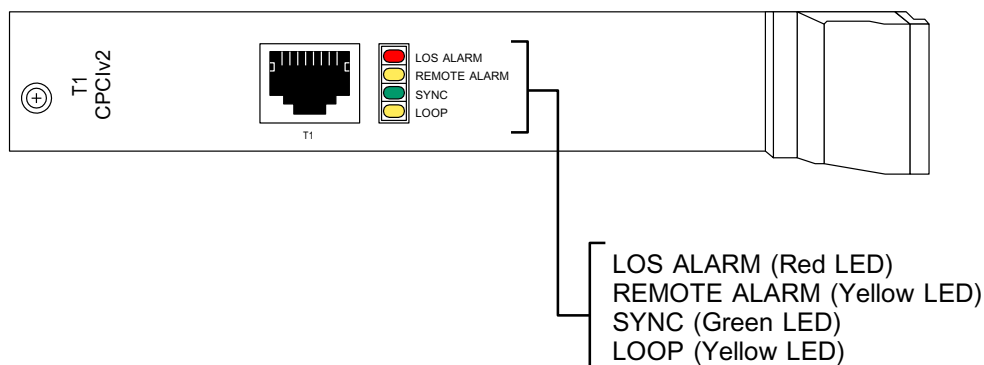 T1
CPCIv2
LOS ALARM
REMOTE ALARM
SYNC
LOOP
T1
LOS ALARM (Red LED)
REMOTE ALARM (Yellow LED)
SYNC (Green LED)
LOOP (Yellow LED)